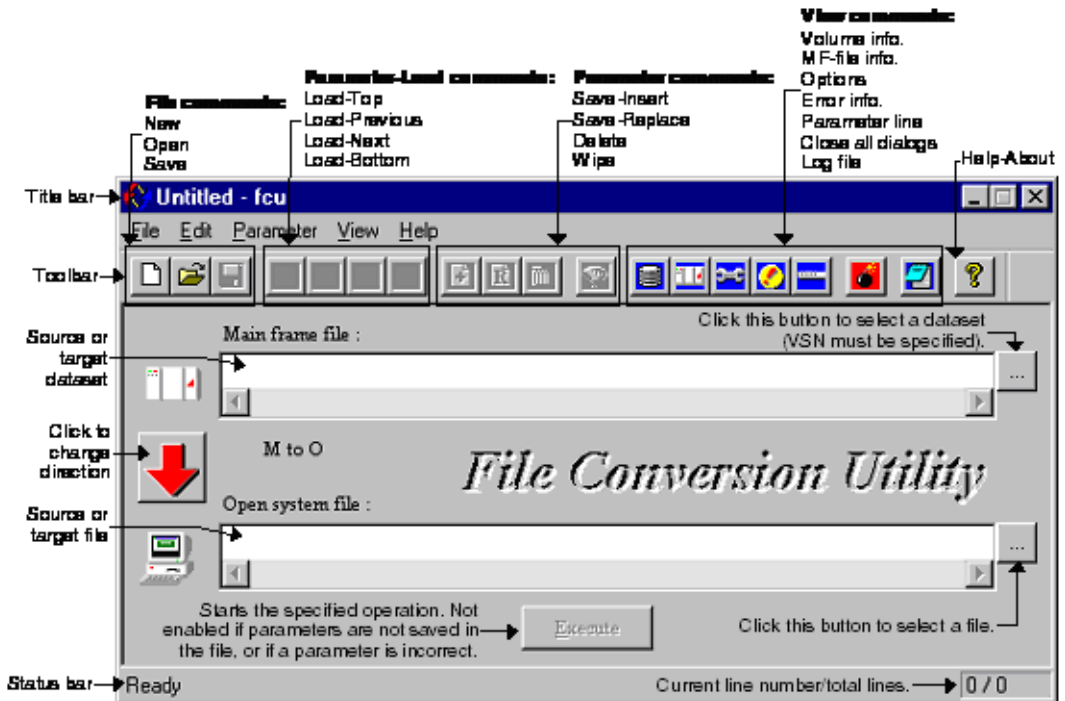 View commands:
Volume info.
MF-file info.
Options
Error info.
Parameter line
Close all dialogs
Log file
Parameter-Load commands:
Load-Top
Load-Previous
Load-Next
Load-Bottom
Parameter commands:
Save-Insert
Save-Replace
Delete
Wipe
File commands:
New
Open
Save
Help-About
Title bar
Untitled - fcu
File Edit Parameter View Help
Toolbar
R
?
Source or
target
dataset
Main frame file :
Click this button to select a dataset
(VSN must be specified).
...
Click to
change
direction
M to O
File Conversion Utility
Source or
target file
Open system file :
...
Starts the specified operation. Not
enabled if parameters are not saved in
the file, or if a parameter is incorrect.
Execute
Click this button to select a file.
Status bar
Ready
Current line number/total lines.
0 / 0